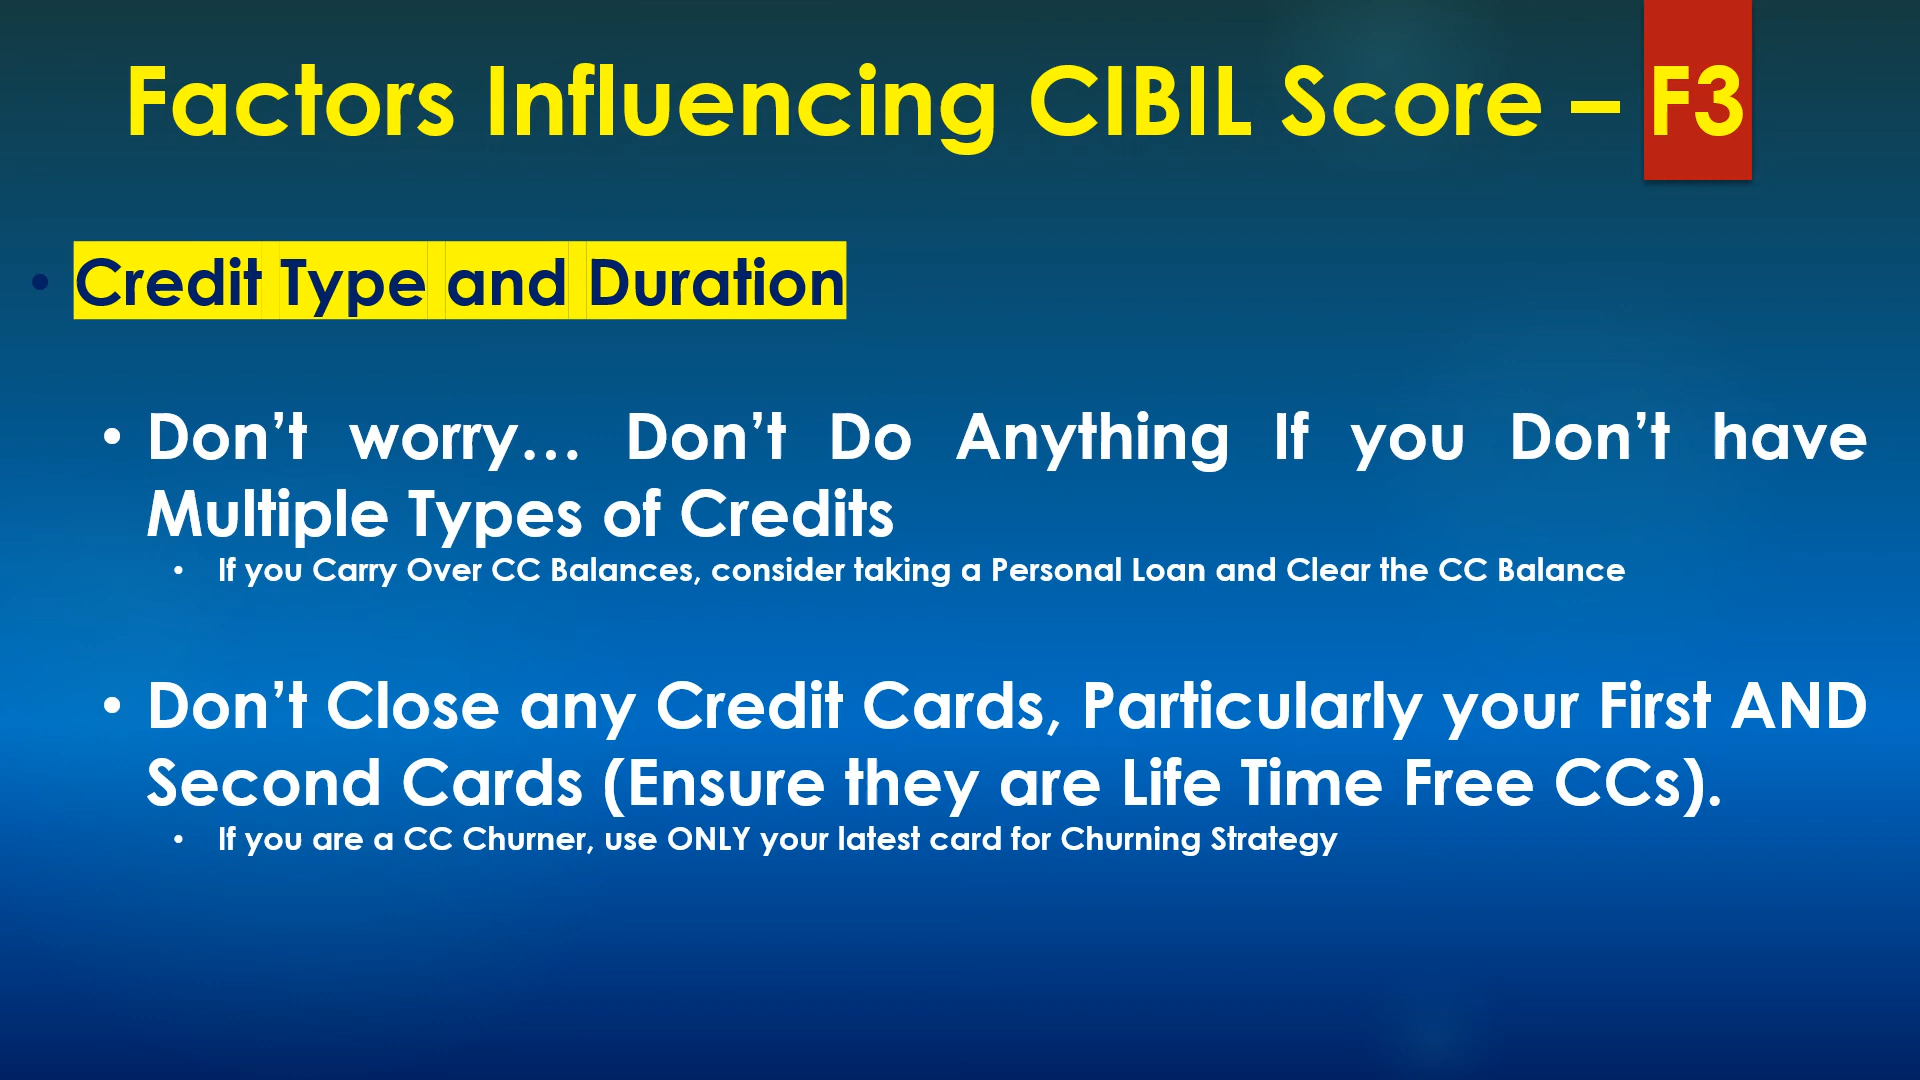 Factors Influencing CIBIL Score – F3
• Credit Type and Duration
• Don’t worry… Don’t Do Anything If you Don’t have
Multiple Types of Credits
• If you Carry Over CC Balances, consider taking a Personal Loan and Clear the CC Balance
• Don’t Close any Credit Cards, Particularly your First AND
Second Cards (Ensure they are Life Time Free CCs).
• If you are a CC Churner, use ONLY your latest card for Churning Strategy